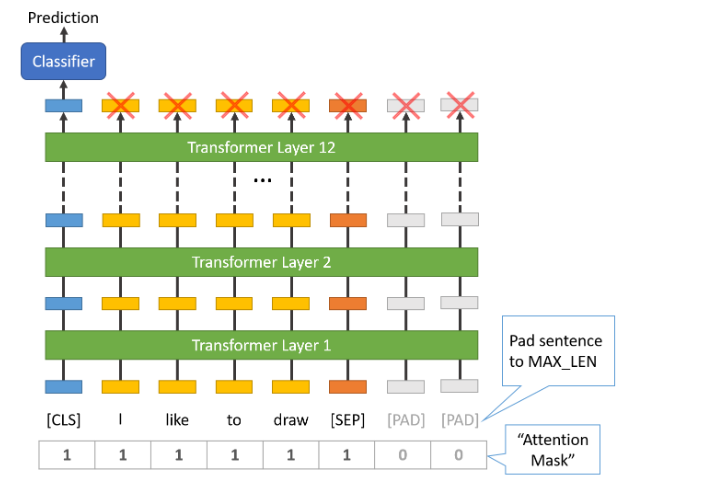 Prediction
Classifier
Transformer Layer 12
...
Transformer Layer 2
Transformer Layer 1
Pad sentence
to MAX_LEN
[CLS] I like to draw [SEP] [PAD] [PAD]
1 1 1 1 1 1 0 0
“Attention
Mask”